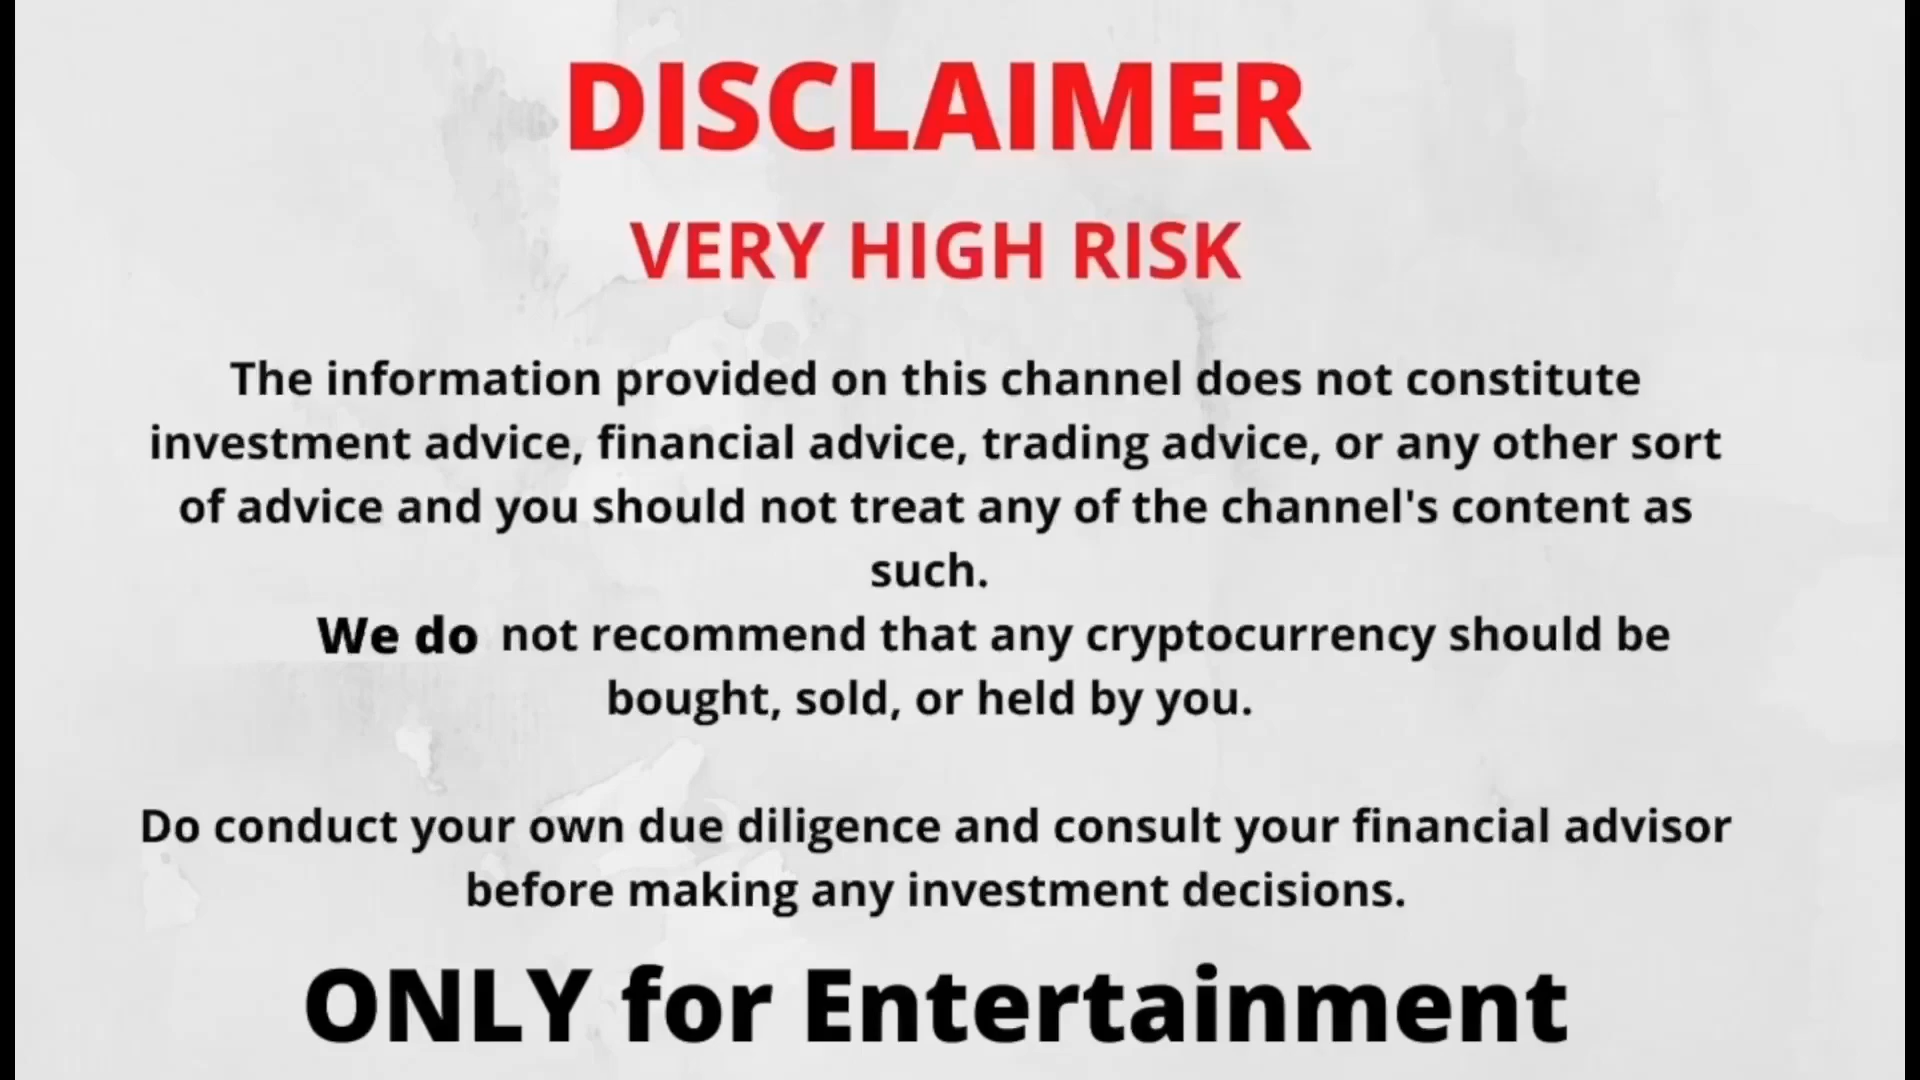 DISCLAIMER
VERY HIGH RISK
The information provided on this channel does not constitute
investment advice, financial advice, trading advice, or any other sort
of advice and you should not treat any of the channel's content as
such.
We do not recommend that any cryptocurrency should be
bought, sold, or held by you.
Do conduct your own due diligence and consult your financial advisor
before making any investment decisions.
ONLY for Entertainment